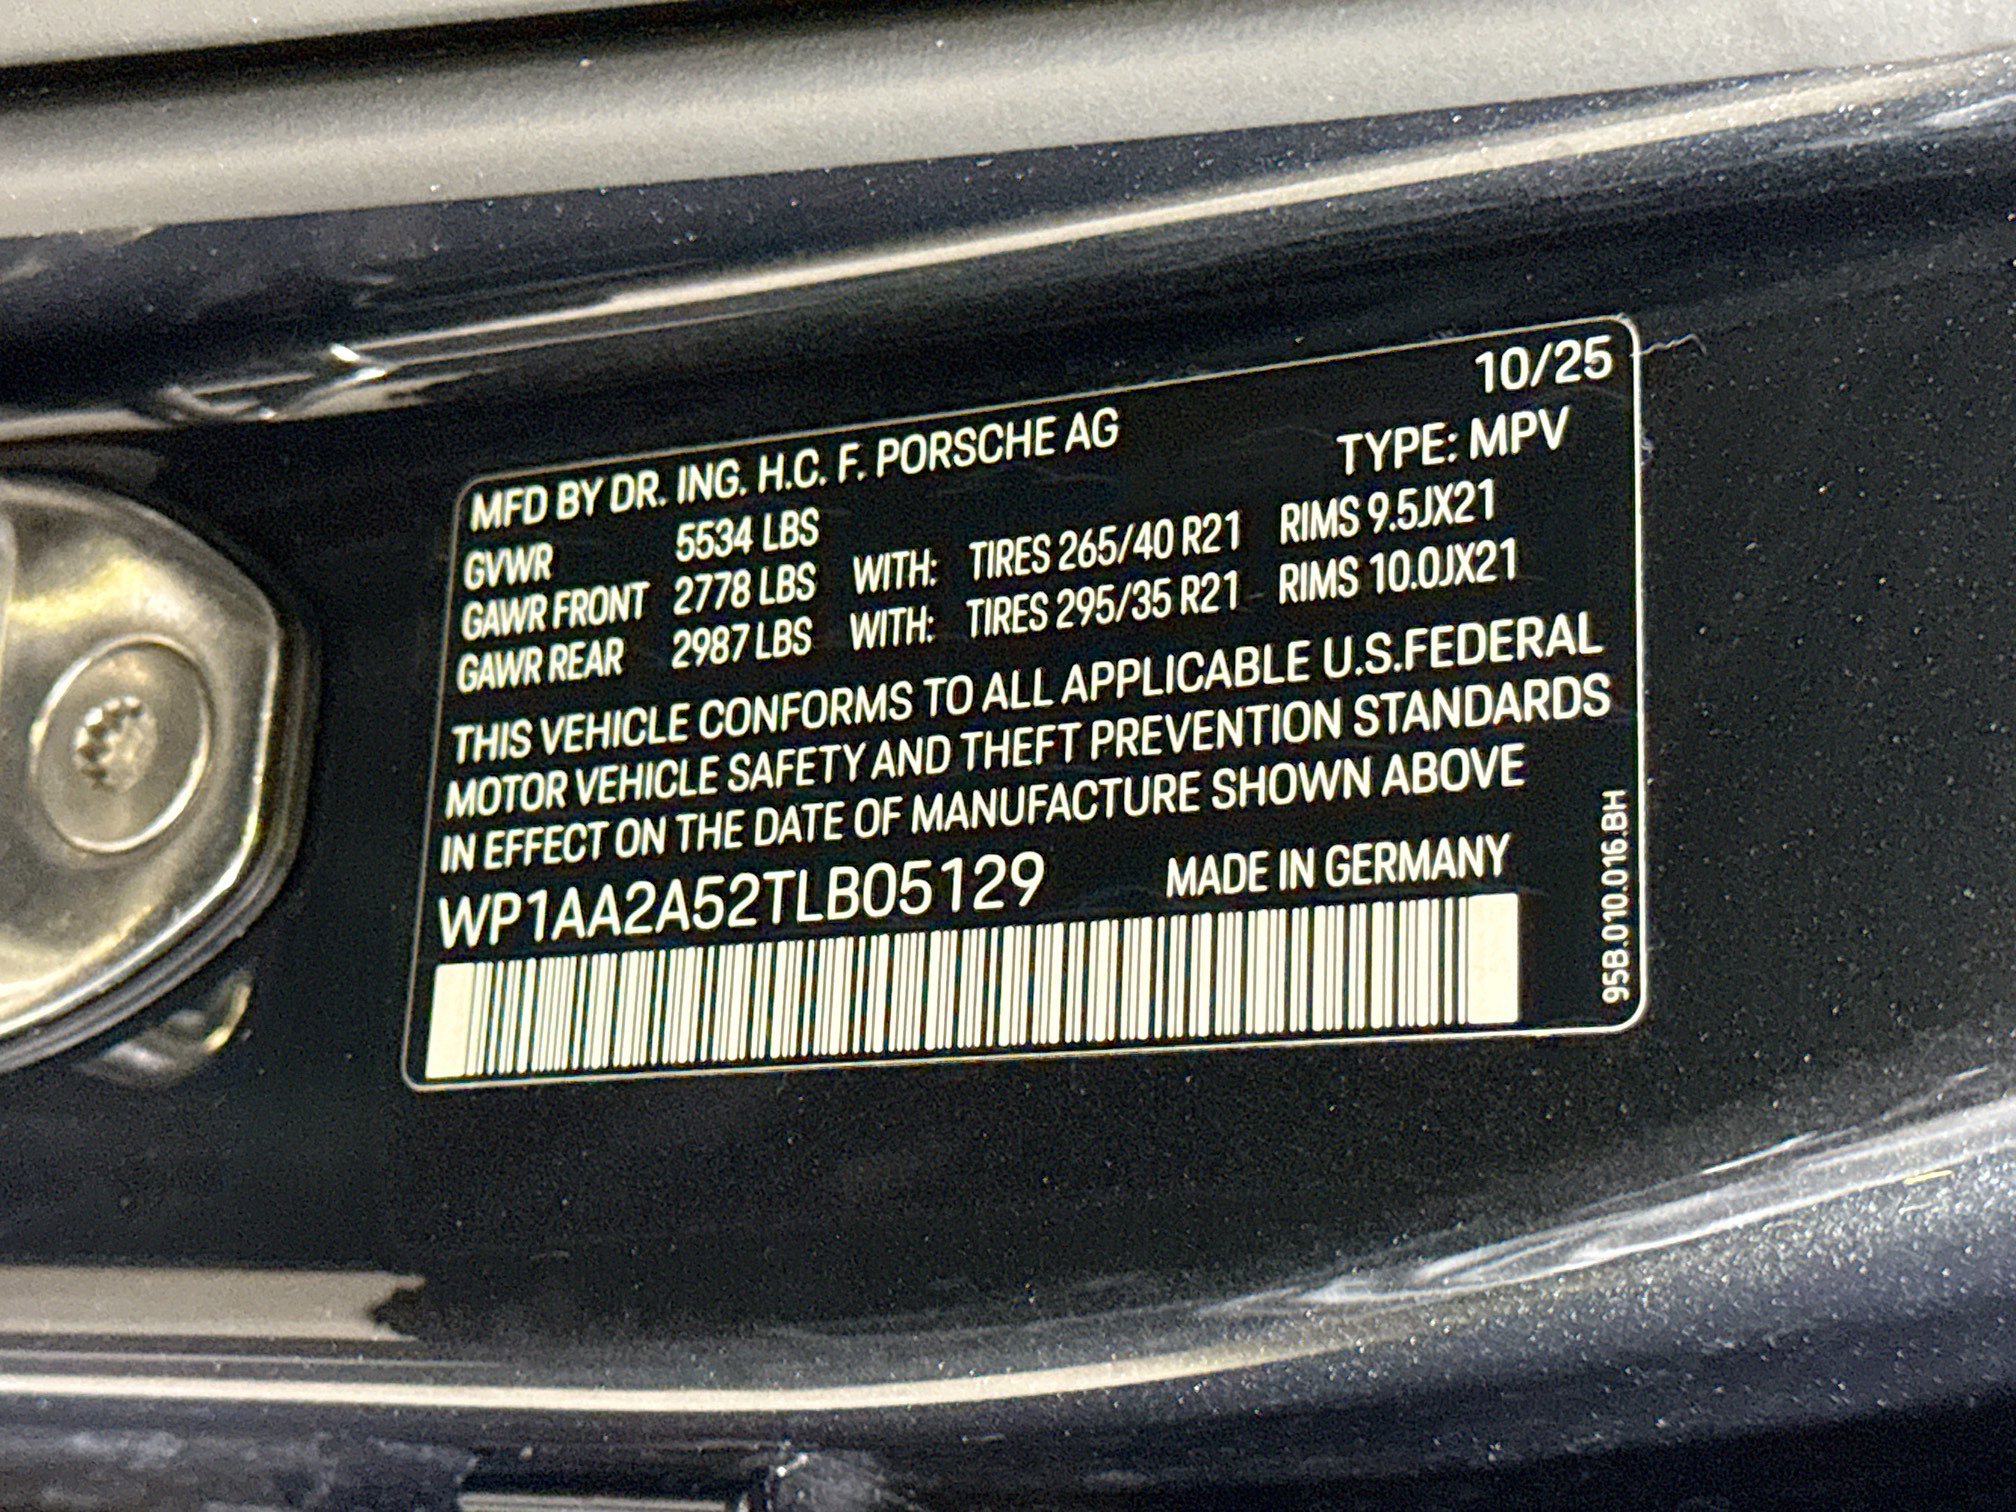 10/25
MFD BY DR. ING. H.C. F. PORSCHE AG TYPE: MPV
GVWR 5534 LBS
GAWR FRONT 2778 LBS WITH: TIRES 265/40 R21 RIMS 9.5JX21
GAWR REAR 2987 LBS WITH: TIRES 295/35 R21 RIMS 10.0JX21
THIS VEHICLE CONFORMS TO ALL APPLICABLE U.S.FEDERAL
MOTOR VEHICLE SAFETY AND THEFT PREVENTION STANDARDS
IN EFFECT ON THE DATE OF MANUFACTURE SHOWN ABOVE
WP1AA2A52TLB05129 MADE IN GERMANY
95B.010.016.BH